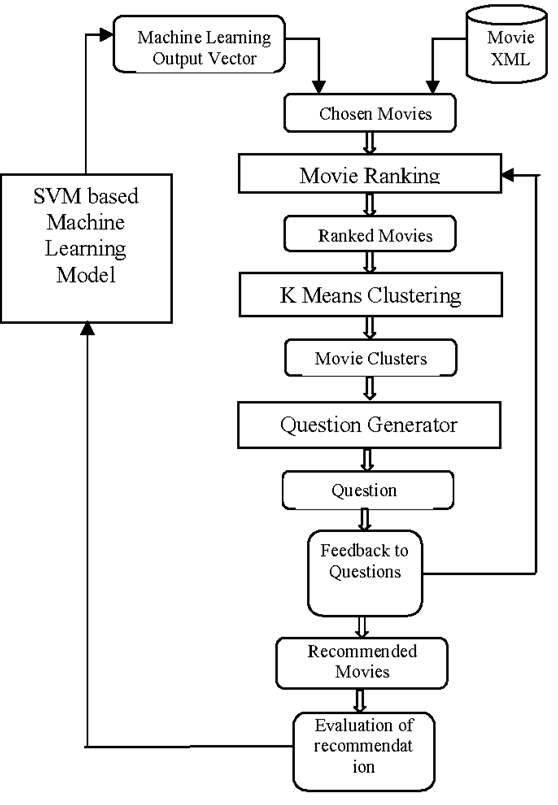 Machine Learning
Output Vector
Movie
XML
Chosen Movies
Movie Ranking
SVM based
Machine
Learning
Model
Ranked Movies
K Means Clustering
Movie Clusters
Question Generator
Question
Feedback to
Questions
Recommended
Movies
Evaluation of
recommendat
ion